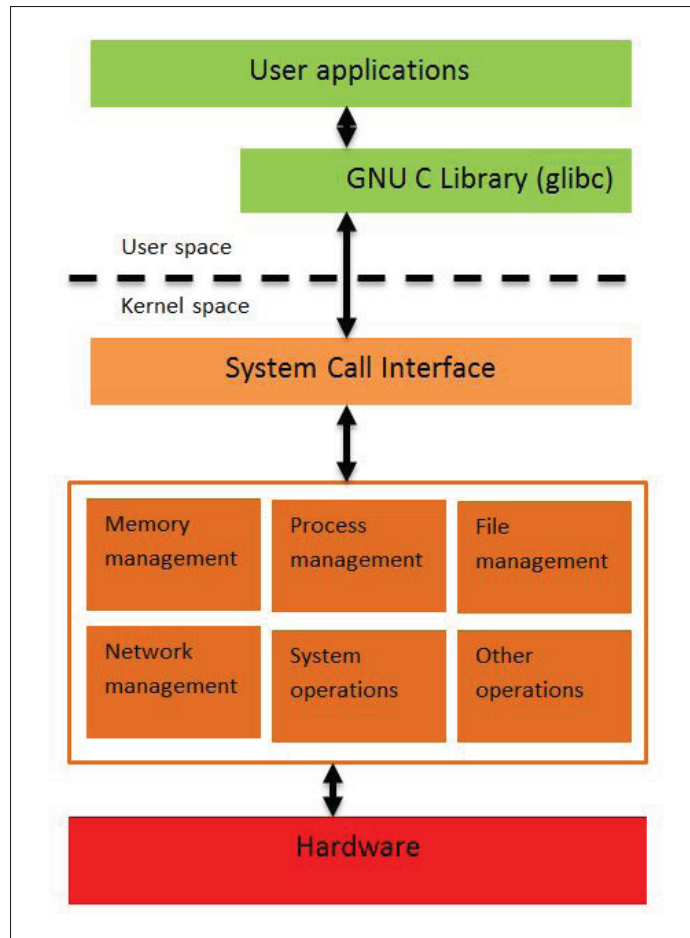 User applications
GNU C Library (glibc)
User space
Kernel space
System Call Interface
Memory
management
Process
management
File
management
Network
management
System
operations
Other
operations
Hardware